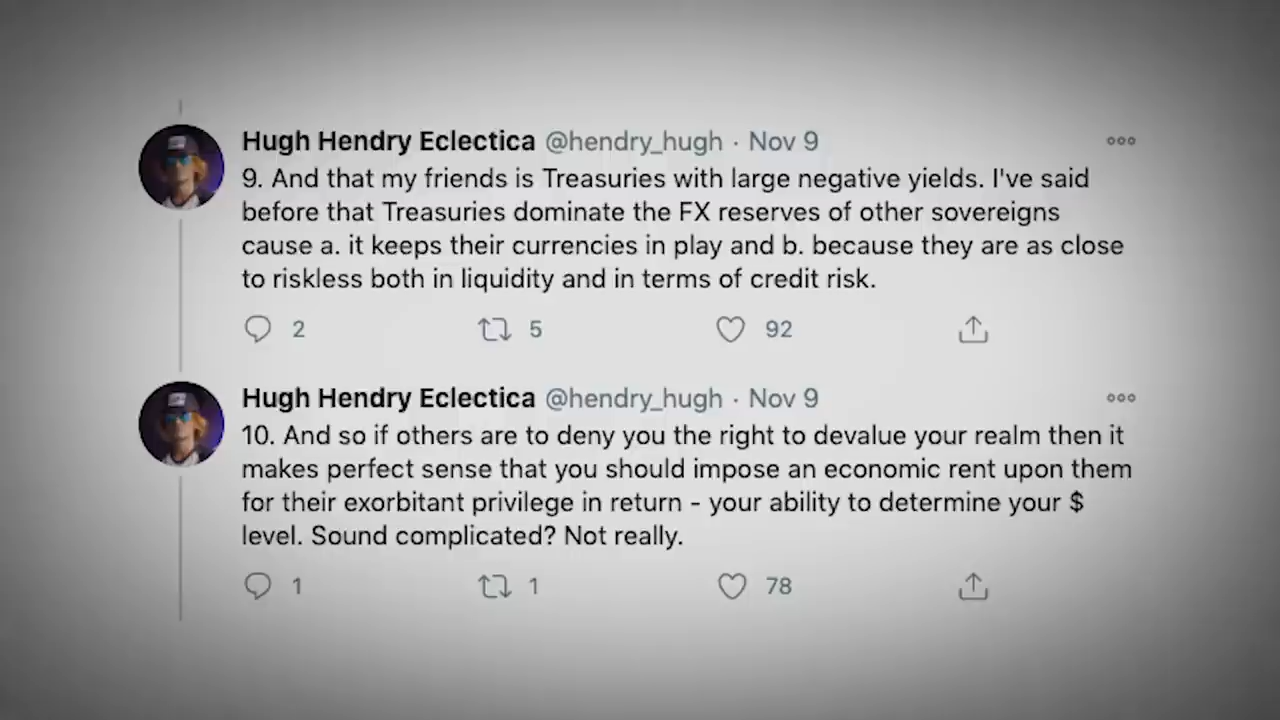 Hugh Hendry Eclectica @hendry_hugh · Nov 9
9. And that my friends is Treasuries with large negative yields. I've said
before that Treasuries dominate the FX reserves of other sovereigns
cause a. it keeps their currencies in play and b. because they are as close
to riskless both in liquidity and in terms of credit risk.
2 5 92
Hugh Hendry Eclectica @hendry_hugh · Nov 9
10. And so if others are to deny you the right to devalue your realm then it
makes perfect sense that you should impose an economic rent upon them
for their exorbitant privilege in return - your ability to determine your $
level. Sound complicated? Not really.
1 1 78